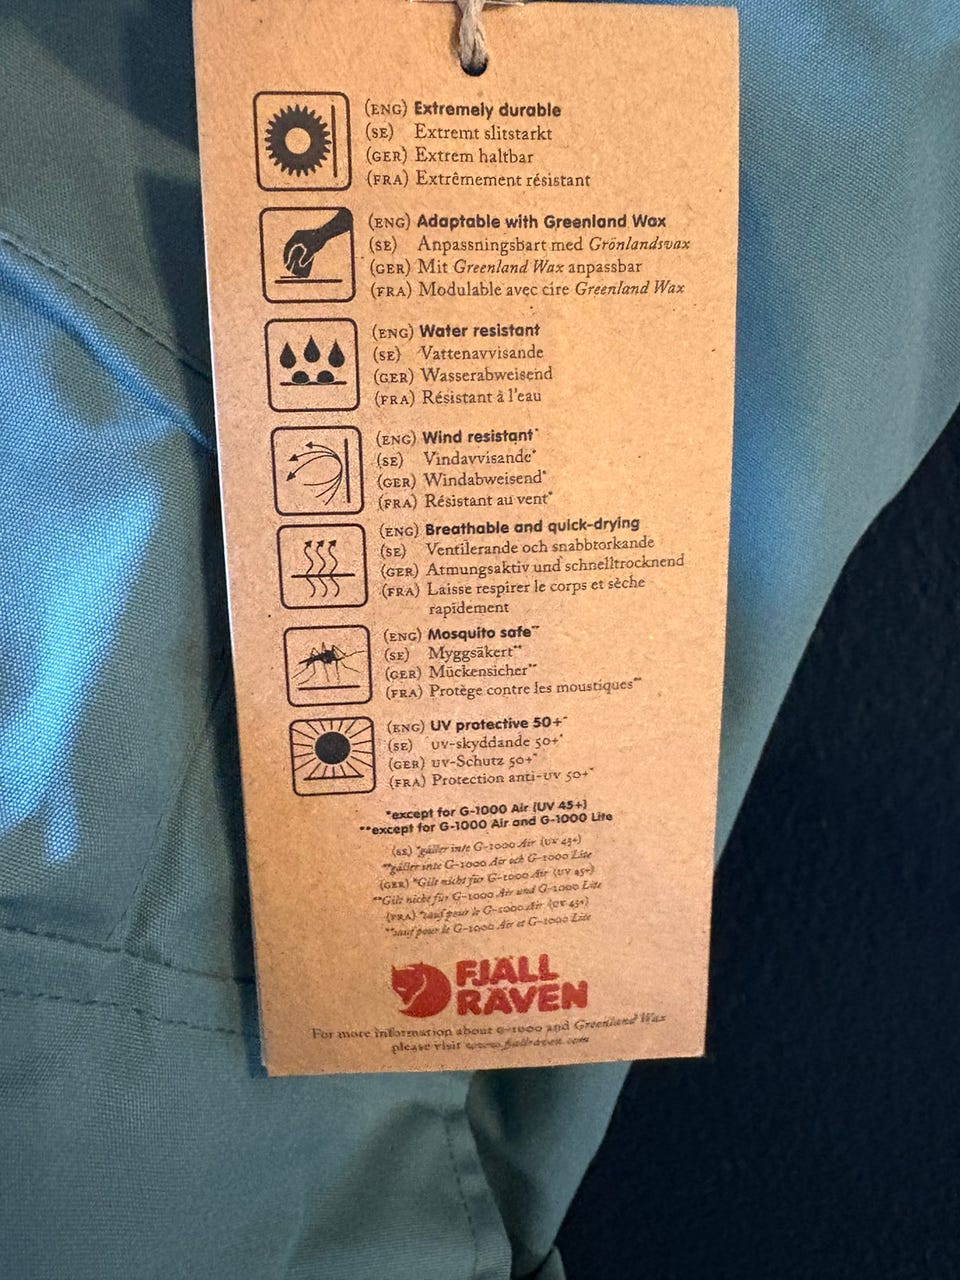 (ENG) Extremely durable
(SE) Extremt slitstarkt
(GER) Extrem haltbar
(FRA) Extrêmement résistant
(ENG) Adaptable with Greenland Wax
(SE) Anpassningsbart med Grönlandsvax
(GER) Mit Greenland Wax anpassbar
(FRA) Modulable avec cire Greenland Wax
(ENG) Water resistant
(SE) Vattenavvisande
(GER) Wasserabweisend
(FRA) Résistant à l'eau
(ENG) Wind resistant*
(SE) Vindavvisande*
(GER) Windabweisend*
(FRA) Résistant au vent*
(ENG) Breathable and quick-drying
(SE) Ventilerande och snabbtorkande
(GER) Atmungsaktiv und schnelltrocknend
(FRA) Laisse respirer le corps et sèche
rapidement
(ENG) Mosquito safe**
(SE) Myggsäkert**
(GER) Mückensicher**
(FRA) Protège contre les moustiques**
(ENG) UV protective 50+*
(SE) UV-skyddande 50+*
(GER) UV-Schutz 50+*
(FRA) Protection anti-UV 50+*
*except for G-1000 Air (UV 45+)
**except for G-1000 Air and G-1000 Lite
(SE) *gäller inte G-1000 Air (UV 45+)
**gäller inte G-1000 Air och G-1000 Lite
(GER) *Gilt nicht für G-1000 Air (UV 45+)
**Gilt nicht für G-1000 Air und G-1000 Lite
(FRA) *sauf pour le G-1000 Air (UV 45+)
**sauf pour le G-1000 Air et G-1000 Lite
FJÄLL
RÄVEN
For more information about G-1000 and Greenland Wax
please visit www.fjallraven.com